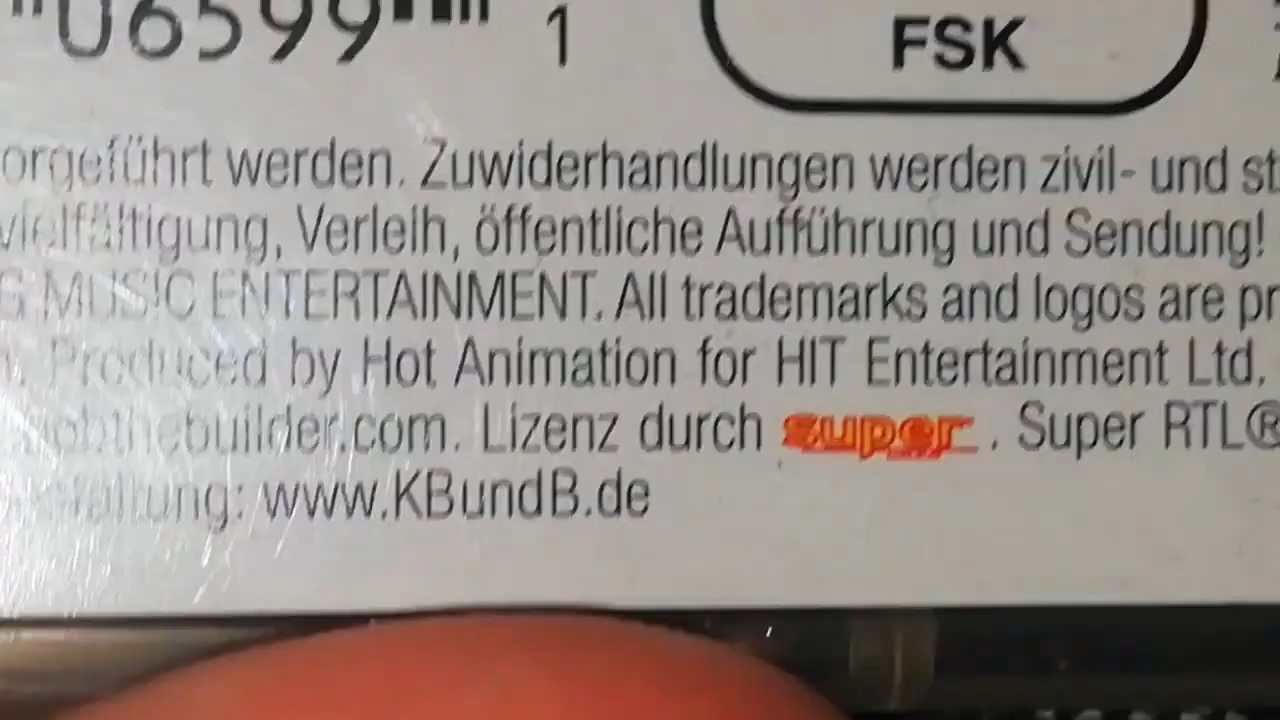 06599 1 FSK
orgeführt werden. Zuwiderhandlungen werden zivil- und st
vielfältigung, Verleih, öffentliche Aufführung und Sendung!
G MUSIC ENTERTAINMENT. All trademarks and logos are pr
. Produced by Hot Animation for HIT Entertainment Ltd.
bobthebuilder.com. Lizenz durch super . Super RTL®
staltung: www.KBundB.de